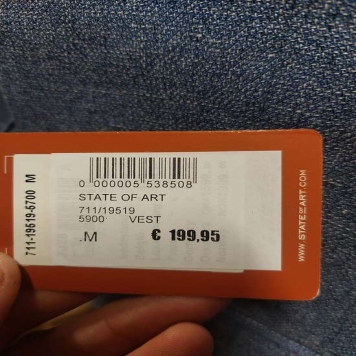 0 000005 538508
STATE OF ART
711/19519
5900 VEST
.M € 199,95
711-19519-5700 M
WWW.STATEOFART.COM